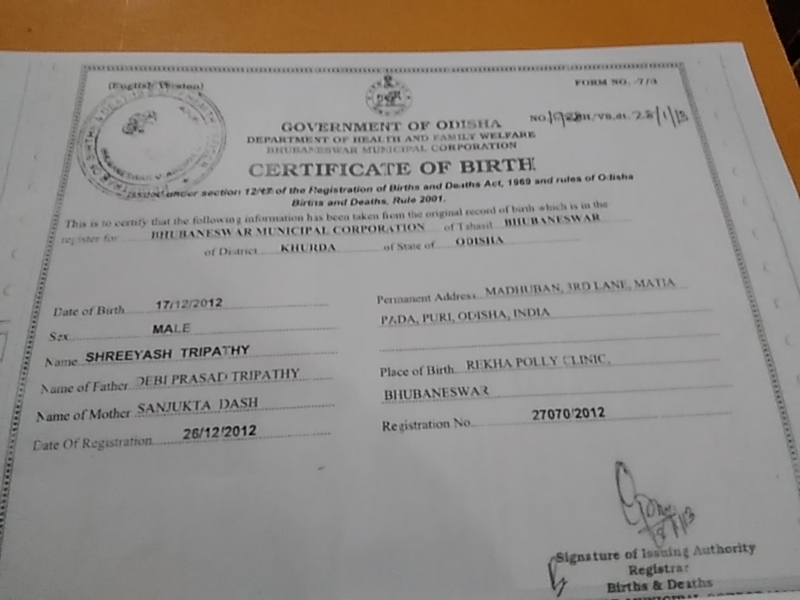 (English Version)
FORM NO. -7/3
GOVERNMENT OF ODISHA
DEPARTMENT OF HEALTH AND FAMILY WELFARE
BHUBANESWAR MUNICIPAL CORPORATION
CERTIFICATE OF BIRTH
Issued under section 12/17 of the Registration of Births and Deaths Act, 1969 and rules of Odisha
Births and Deaths, Rule 2001.
This is to certify that the following information has been taken from the original record of birth which is in the
register for BHUBANESWAR MUNICIPAL CORPORATION of Tahasil BHUBANESWAR
of District KHURDA of State of ODISHA
Date of Birth 17/12/2012
Sex MALE
Name SHREEYASH TRIPATHY
Name of Father DEBI PRASAD TRIPATHY
Name of Mother SANJUKTA DASH
Date Of Registration 26/12/2012
Permanent Address MADHUBAN, 3RD LANE, MATIA
PADA, PURI, ODISHA, INDIA
Place of Birth REKHA POLLY CLINIC,
BHUBANESWAR
Registration No. 27070/2012
Signature of Issuing Authority
Registrar
Births & Deaths